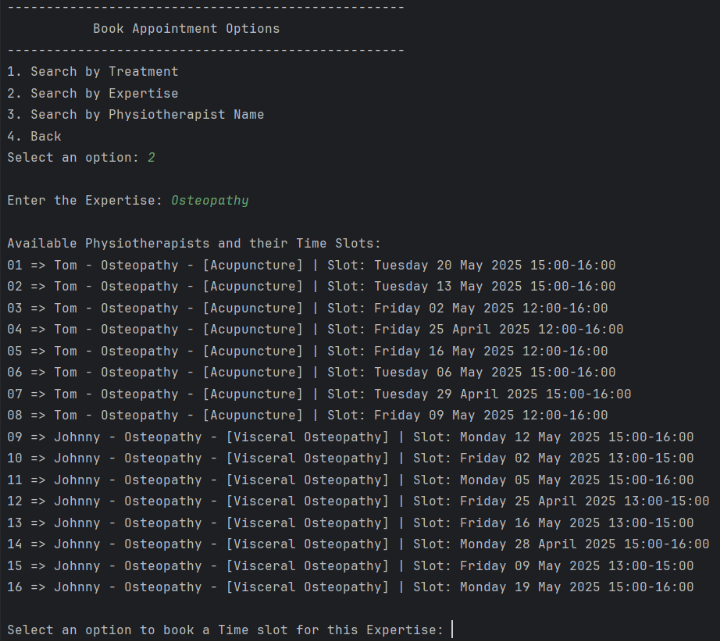 ---------------------------------------------------
Book Appointment Options
---------------------------------------------------
1. Search by Treatment
2. Search by Expertise
3. Search by Physiotherapist Name
4. Back
Select an option: 2
Enter the Expertise: Osteopathy
Available Physiotherapists and their Time Slots:
01 => Tom - Osteopathy - [Acupuncture] | Slot: Tuesday 20 May 2025 15:00-16:00
02 => Tom - Osteopathy - [Acupuncture] | Slot: Tuesday 13 May 2025 15:00-16:00
03 => Tom - Osteopathy - [Acupuncture] | Slot: Friday 02 May 2025 12:00-16:00
04 => Tom - Osteopathy - [Acupuncture] | Slot: Friday 25 April 2025 12:00-16:00
05 => Tom - Osteopathy - [Acupuncture] | Slot: Friday 16 May 2025 12:00-16:00
06 => Tom - Osteopathy - [Acupuncture] | Slot: Tuesday 06 May 2025 15:00-16:00
07 => Tom - Osteopathy - [Acupuncture] | Slot: Tuesday 29 April 2025 15:00-16:00
08 => Tom - Osteopathy - [Acupuncture] | Slot: Friday 09 May 2025 12:00-16:00
09 => Johnny - Osteopathy - [Visceral Osteopathy] | Slot: Monday 12 May 2025 15:00-16:00
10 => Johnny - Osteopathy - [Visceral Osteopathy] | Slot: Friday 02 May 2025 13:00-15:00
11 => Johnny - Osteopathy - [Visceral Osteopathy] | Slot: Monday 05 May 2025 15:00-16:00
12 => Johnny - Osteopathy - [Visceral Osteopathy] | Slot: Friday 25 April 2025 13:00-15:00
13 => Johnny - Osteopathy - [Visceral Osteopathy] | Slot: Friday 16 May 2025 13:00-15:00
14 => Johnny - Osteopathy - [Visceral Osteopathy] | Slot: Monday 28 April 2025 15:00-16:00
15 => Johnny - Osteopathy - [Visceral Osteopathy] | Slot: Friday 09 May 2025 13:00-15:00
16 => Johnny - Osteopathy - [Visceral Osteopathy] | Slot: Monday 19 May 2025 15:00-16:00
Select an option to book a Time slot for this Expertise: